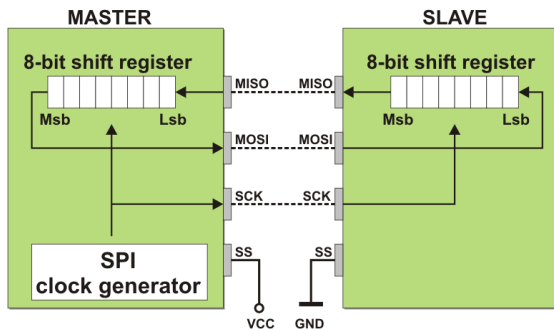 MASTER
SLAVE
8-bit shift register
8-bit shift register
MISO
MISO
Msb
Lsb
Msb
Lsb
MOSI
MOSI
SCK
SCK
SS
SS
SPI
clock generator
VCC
GND